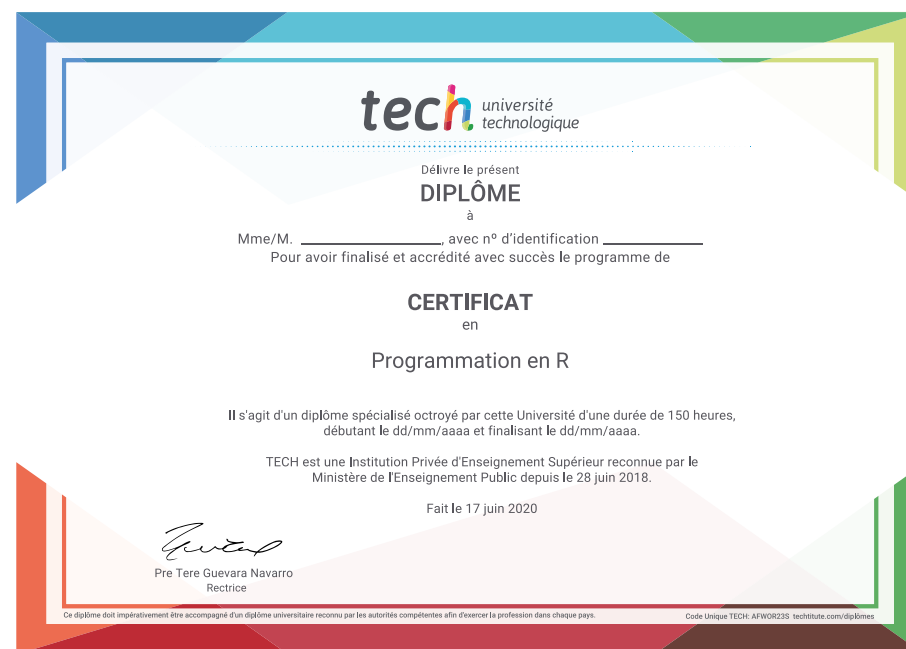 tech université
technologique
Délivre le présent
DIPLÔME
à
Mme/M. ____________________, avec nº d'identification ______________
Pour avoir finalisé et accrédité avec succès le programme de
CERTIFICAT
en
Programmation en R
Il s'agit d'un diplôme spécialisé octroyé par cette Université d'une durée de 150 heures,
débutant le dd/mm/aaaa et finalisant le dd/mm/aaaa.
TECH est une Institution Privée d'Enseignement Supérieur reconnue par le
Ministère de l'Enseignement Public depuis le 28 juin 2018.
Fait le 17 juin 2020
Pre Tere Guevara Navarro
Rectrice
Ce diplôme doit impérativement être accompagné d'un diplôme universitaire reconnu par les autorités compétentes afin d'exercer la profession dans chaque pays.
Code Unique TECH: AFWOR23S techtitute.com/diplômes